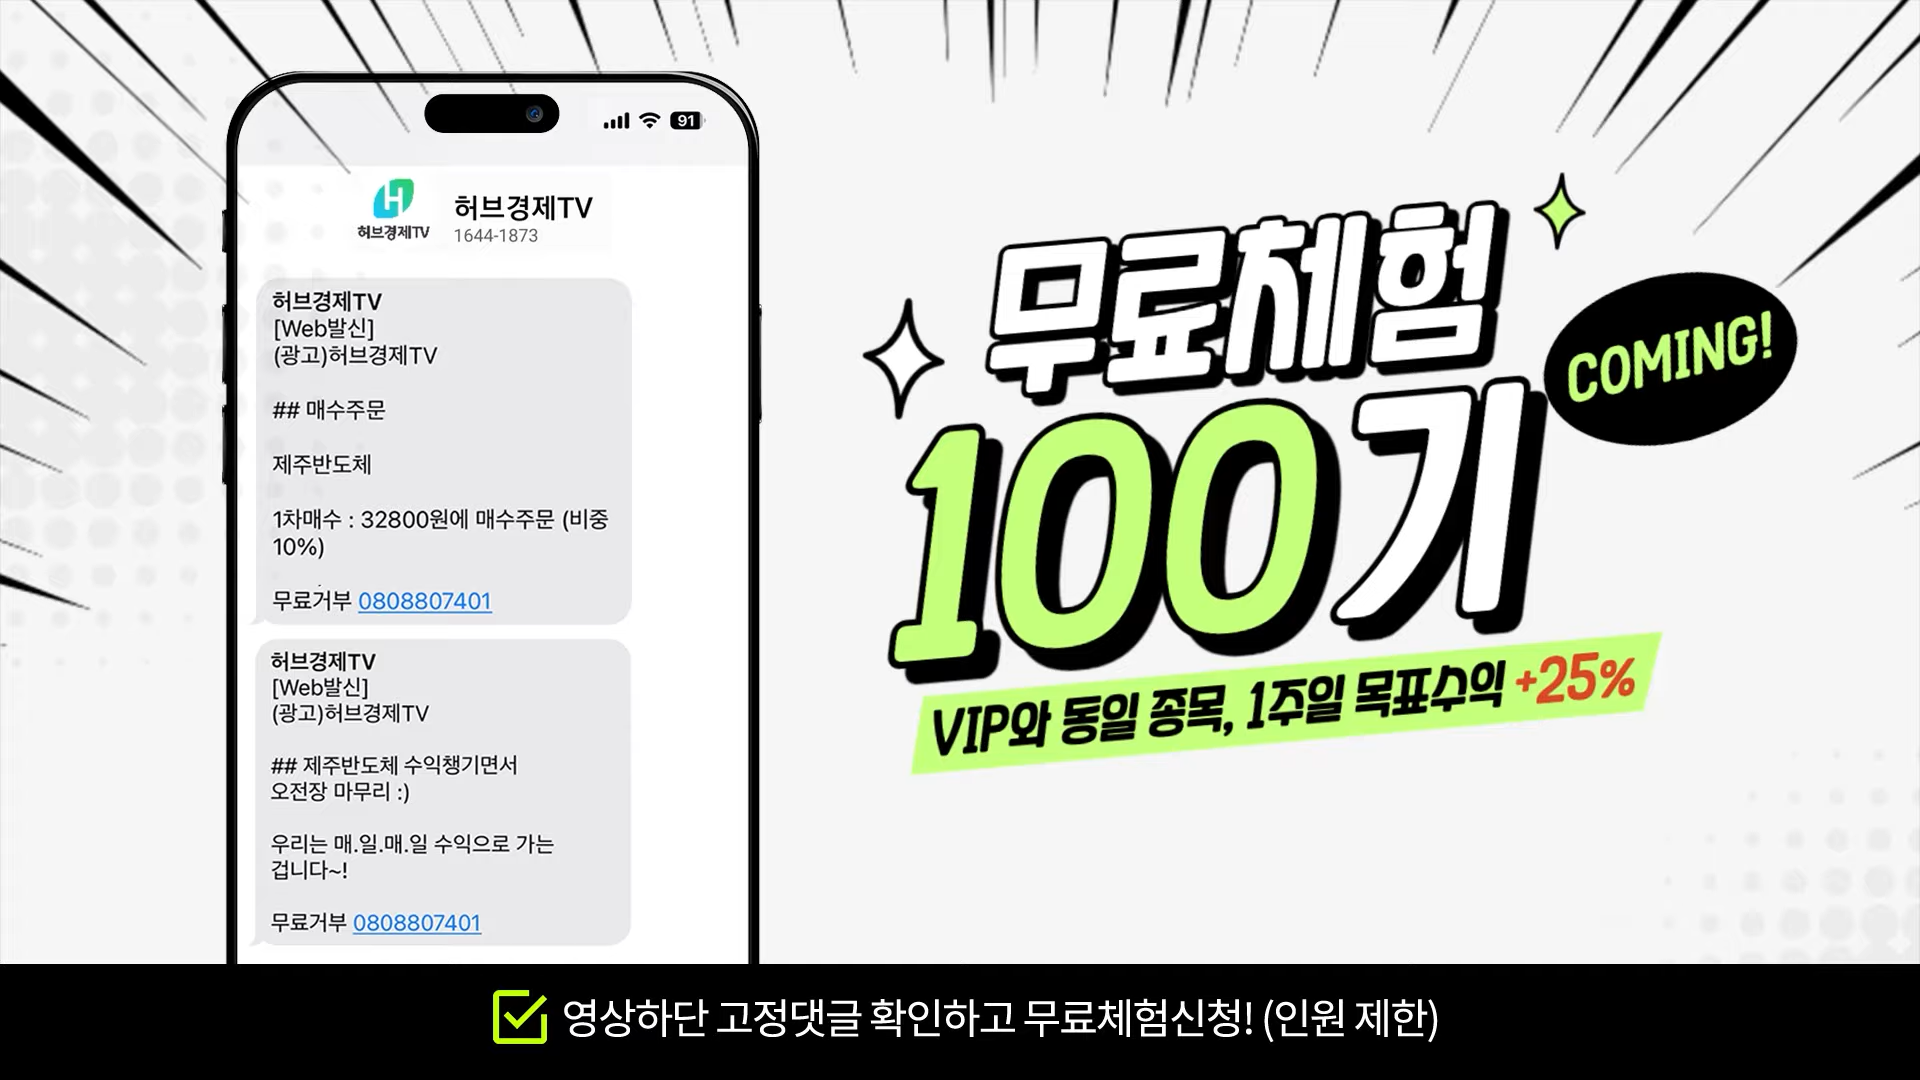 91
허브경제TV
허브경제TV
1644-1873
허브경제TV
[Web발신]
(광고)허브경제TV
## 매수주문
제주반도체
1차매수 : 32800원에 매수주문 (비중
10%)
무료거부 0808807401
허브경제TV
[Web발신]
(광고)허브경제TV
## 제주반도체 수익챙기면서
오전장 마무리 :)
우리는 매.일.매.일 수익으로 가는
겁니다~!
무료거부 0808807401
무료체험
100기
COMING!
VIP와 동일 종목, 1주일 목표수익 +25%
영상하단 고정댓글 확인하고 무료체험신청! (인원 제한)